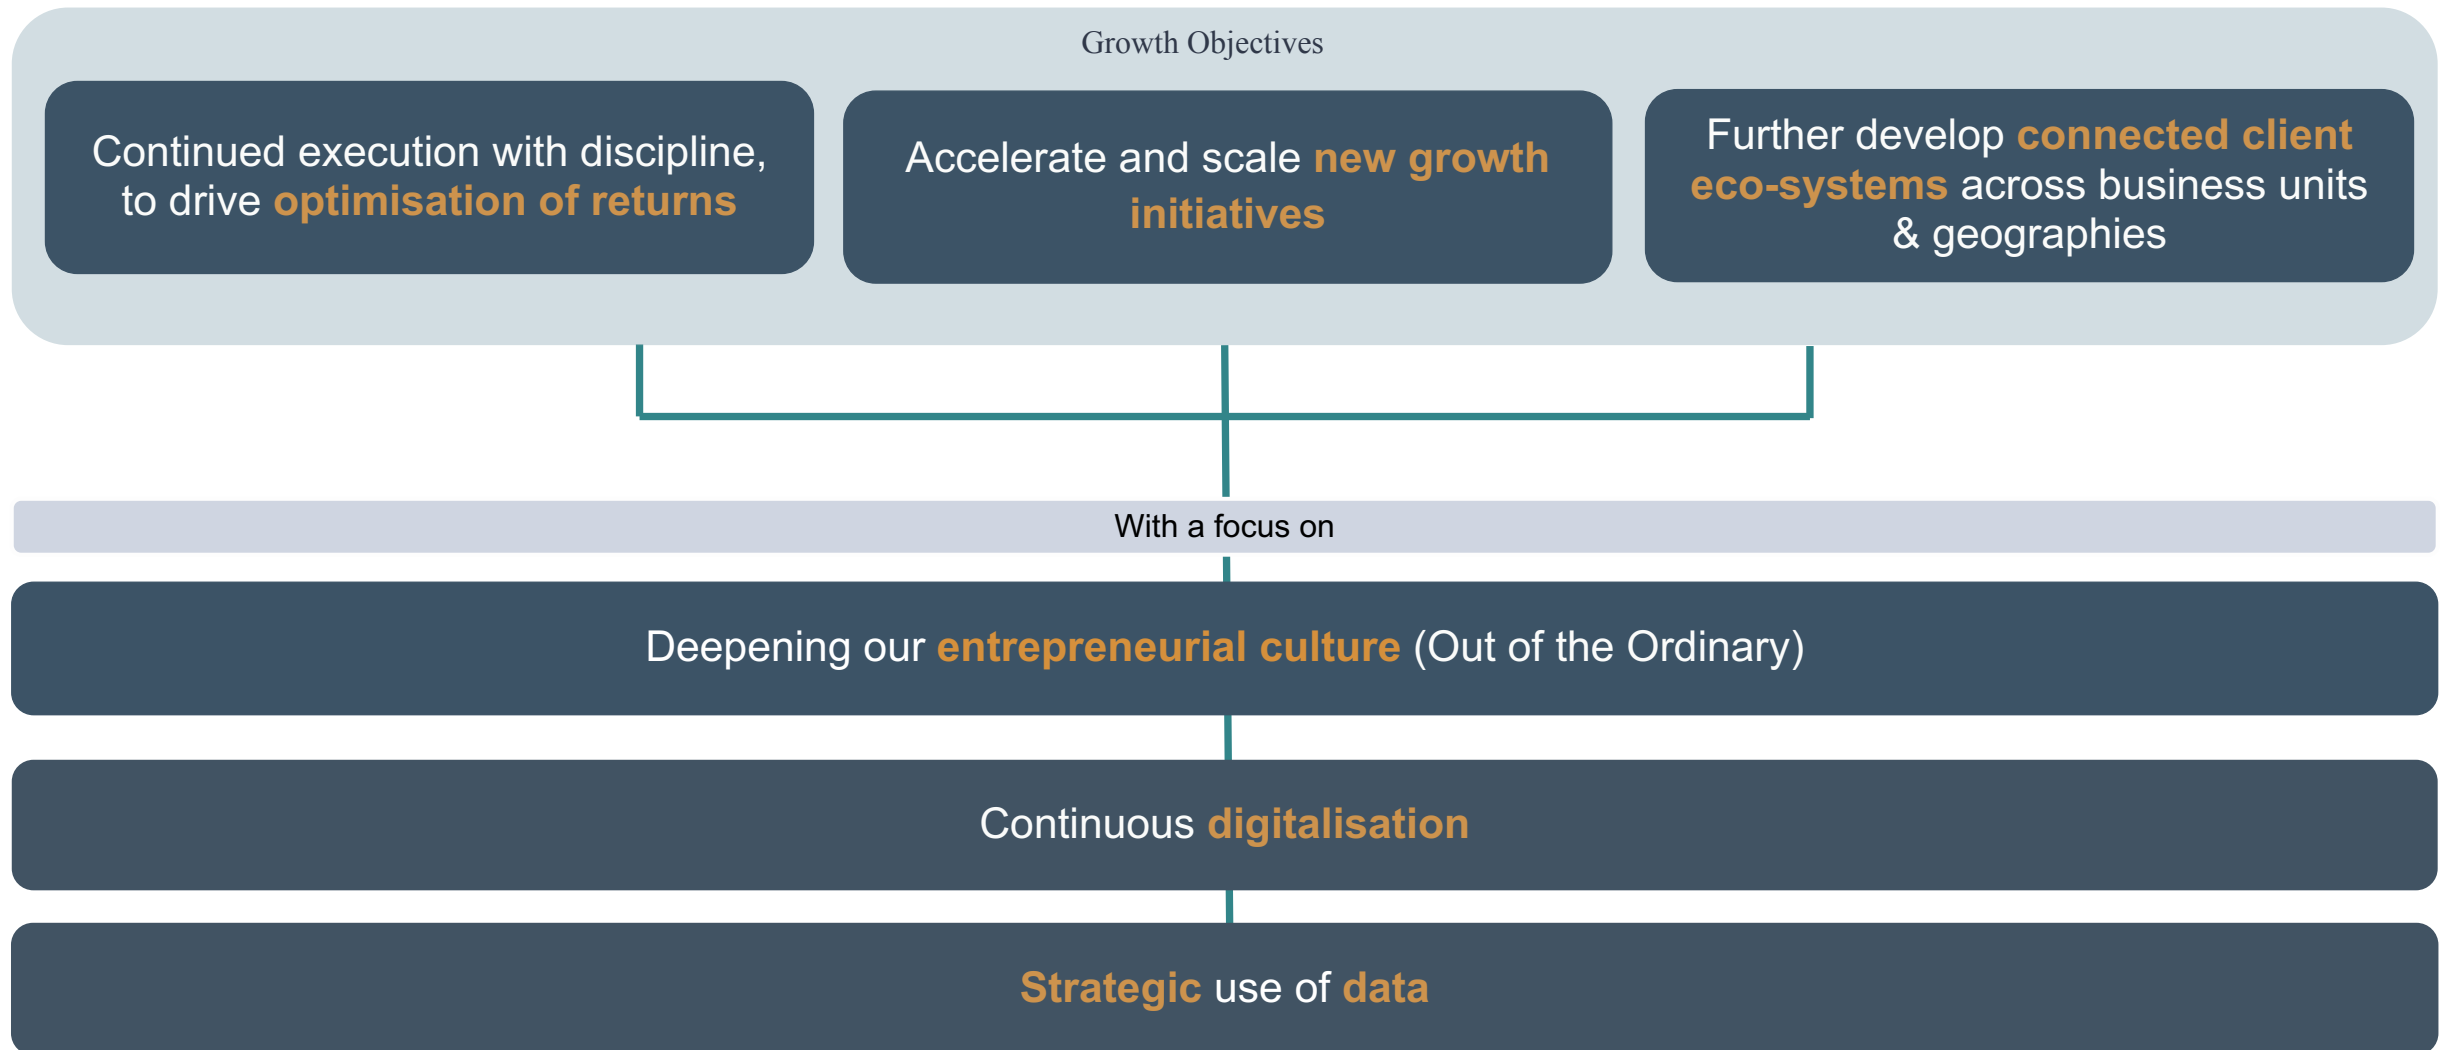 Growth Objectives
Continued execution with discipline,
to drive optimisation of returns
Accelerate and scale new growth
initiatives
Further develop connected client
eco-systems across business units
& geographies
With a focus on
Deepening our entrepreneurial culture (Out of the Ordinary)
Continuous digitalisation
Strategic use of data